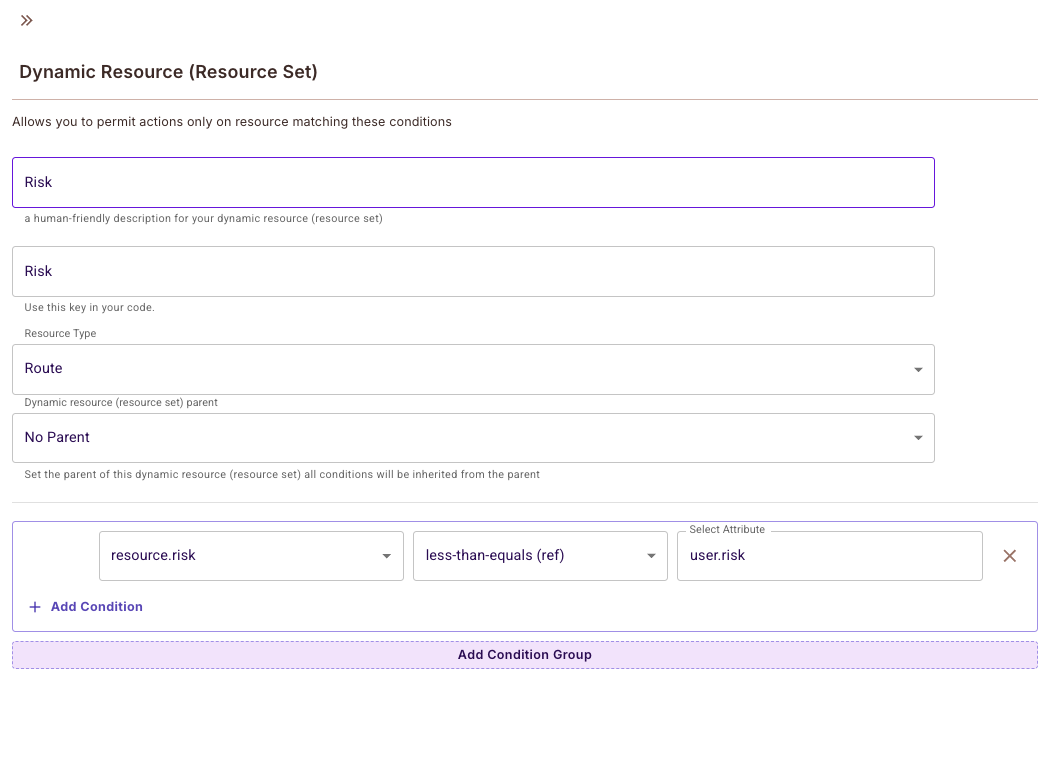 Dynamic Resource (Resource Set)
Allows you to permit actions only on resource matching these conditions
Risk
a human-friendly description for your dynamic resource (resource set)
Risk
Use this key in your code.
Resource Type
Route
Dynamic resource (resource set) parent
No Parent
Set the parent of this dynamic resource (resource set) all conditions will be inherited from the parent
Select Attribute
resource.risk less-than-equals (ref) user.risk
+ Add Condition
Add Condition Group